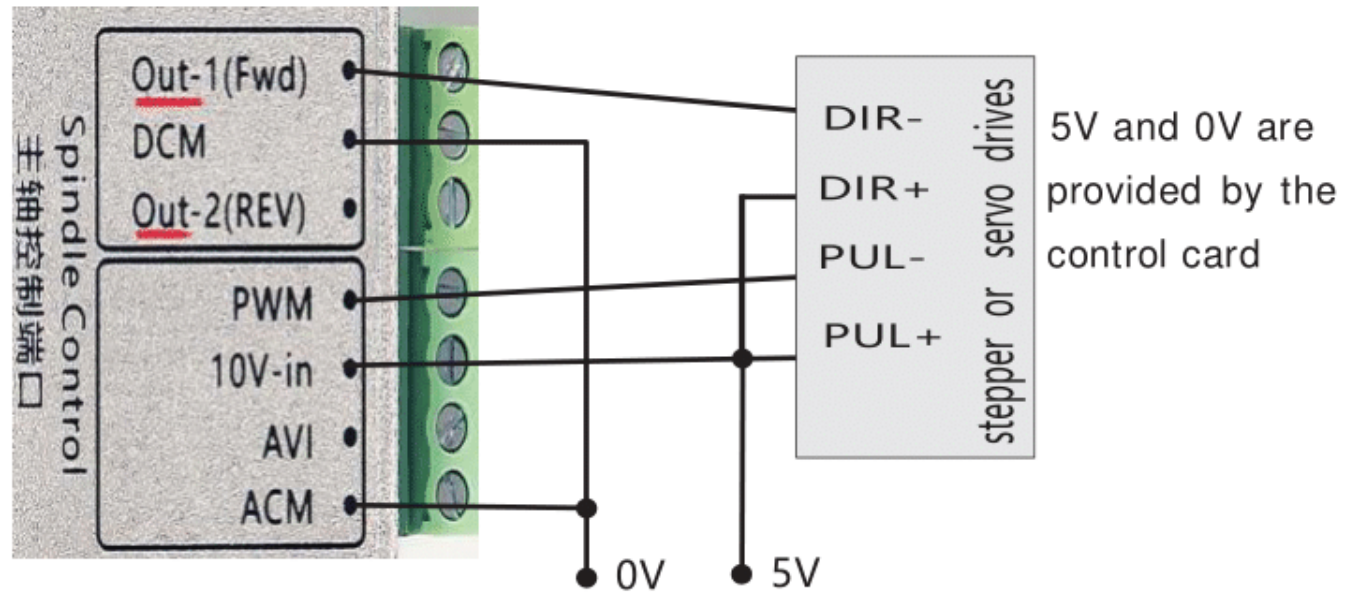 主轴控制端口
Spindle Control
Out-1(Fwd)
DCM
Out-2(REV)
PWM
10V-in
AVI
ACM
DIR-
DIR+
PUL-
PUL+
stepper or servo drives
5V and 0V are
provided by the
control card
0V
5V